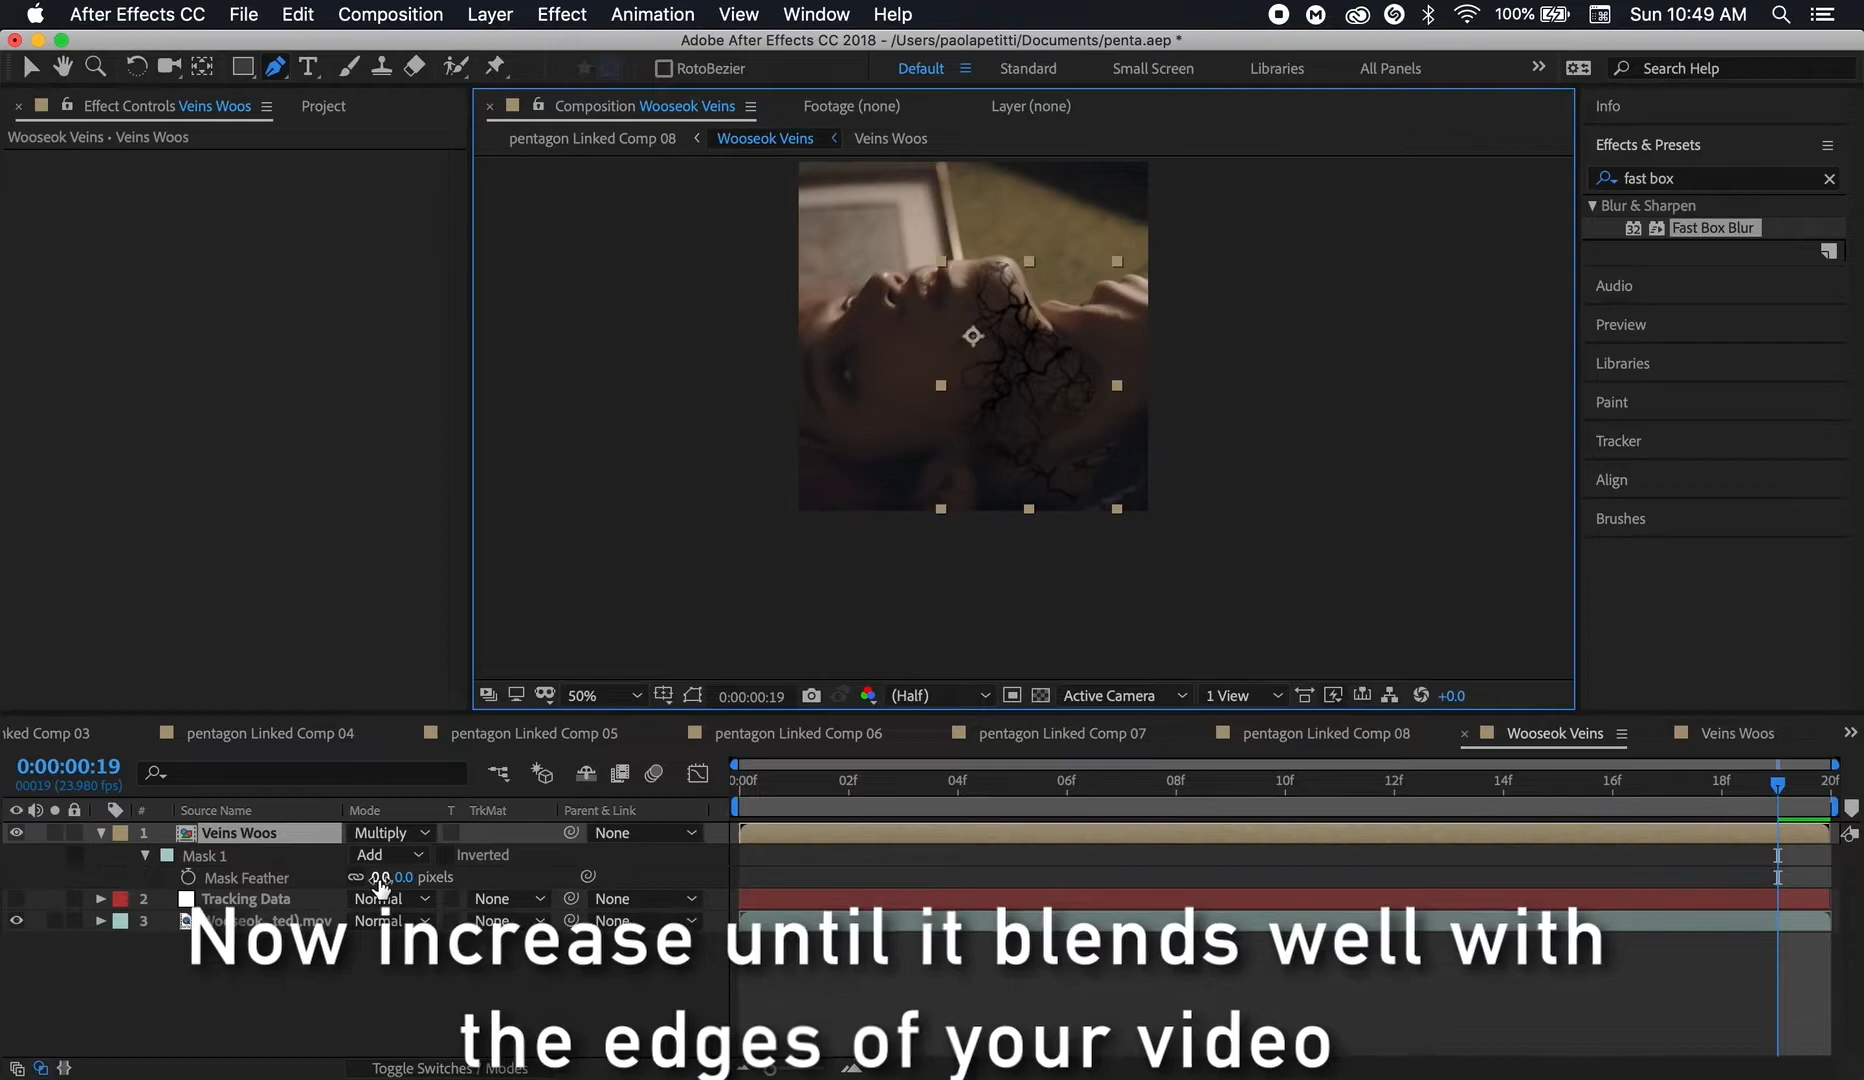 After Effects CC File Edit Composition Layer Effect Animation View Window Help 100% Sun 10:49 AM
Adobe After Effects CC 2018 - /Users/paolapetitti/Documents/penta.aep *
RotoBezier Default Standard Small Screen Libraries All Panels Search Help
Effect Controls Veins Woos Project
Wooseok Veins • Veins Woos
Composition Wooseok Veins Footage (none) Layer (none)
pentagon Linked Comp 08 Wooseok Veins Veins Woos
50% 0:00:00:19 (Half) Active Camera 1 View +0.0
Info
Effects & Presets
fast box
Blur & Sharpen
32 Fast Box Blur
Audio
Preview
Libraries
Paint
Tracker
Align
Brushes
nked Comp 03 pentagon Linked Comp 04 pentagon Linked Comp 05 pentagon Linked Comp 06 pentagon Linked Comp 07 pentagon Linked Comp 08 Wooseok Veins Veins Woos
0:00:00:19
00019 (23.980 fps)
0:00f 02f 04f 06f 08f 10f 12f 14f 16f 18f 20f
# Source Name Mode T TrkMat Parent & Link
1 Veins Woos Multiply None
Mask 1 Add Inverted
Mask Feather 0.0 pixels
2 Tracking Data Normal None None
3 ted).mov Normal None None
Now increase until it blends well with
the edges of your video
Toggle Switches / Modes